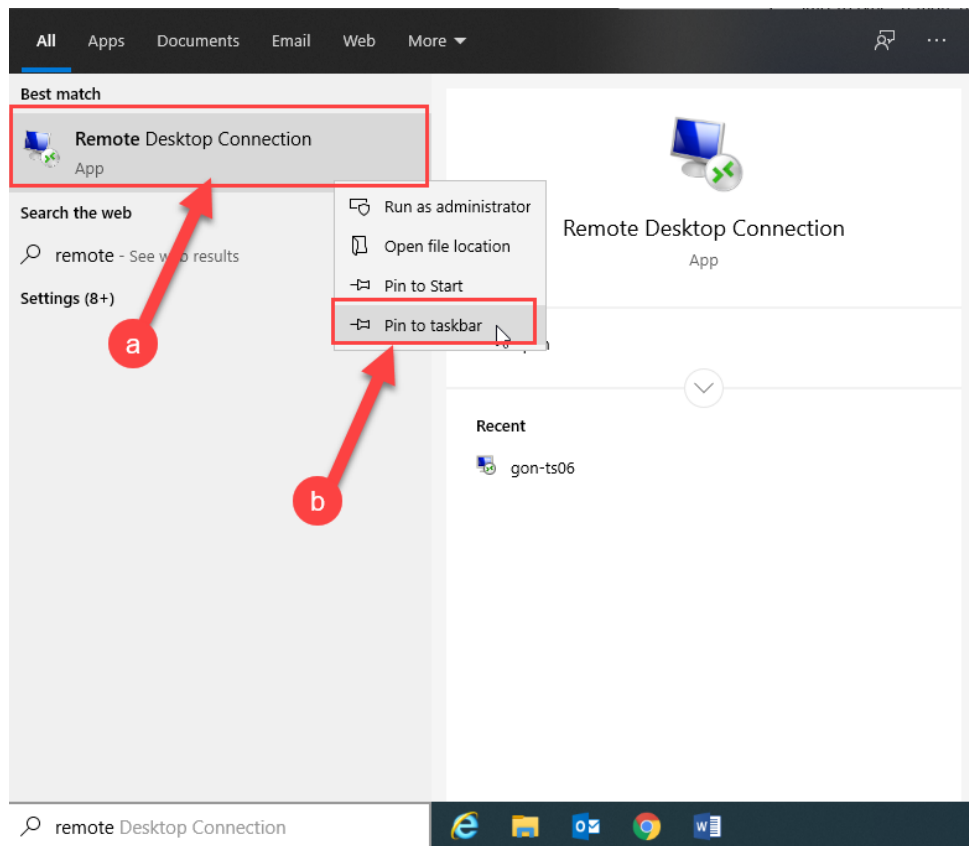 All Apps Documents Email Web More
Best match
Remote Desktop Connection
App
Search the web
remote - See web results
Settings (8+)
Run as administrator
Open file location
Pin to Start
Pin to taskbar
a
b
Remote Desktop Connection
App
Recent
gon-ts06
remote Desktop Connection